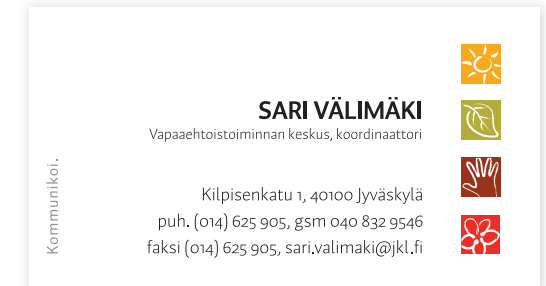 SARI VÄLIMÄKI
Vapaaehtoistoiminnan keskus, koordinaattori
Kilpisenkatu 1, 40100 Jyväskylä
puh. (014) 625 905, gsm 040 832 9546
faksi (014) 625 905, sari.valimaki@jkl.fi
Kommunikoi.